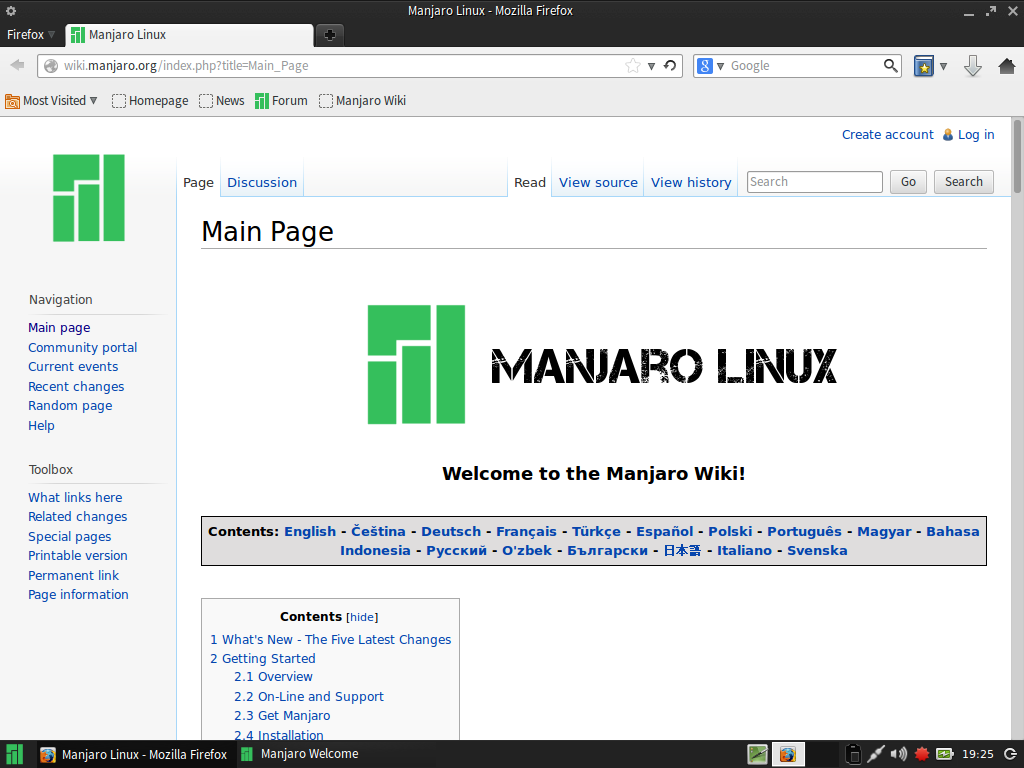 Manjaro Linux - Mozilla Firefox
Firefox
Manjaro Linux
wiki.manjaro.org/index.php?title=Main_Page
Google
Most Visited
Homepage
News
Forum
Manjaro Wiki
Create account
Log in
Page
Discussion
Read
View source
View history
Search
Go
Search
Main Page
Navigation
Main page
Community portal
Current events
Recent changes
Random page
Help
Toolbox
What links here
Related changes
Special pages
Printable version
Permanent link
Page information
MANJARO LINUX
Welcome to the Manjaro Wiki!
Contents: English - Čeština - Deutsch - Français - Türkçe - Español - Polski - Português - Magyar - Bahasa
Indonesia - Русский - O'zbek - Български - 日本語 - Italiano - Svenska
Contents [hide]
1 What's New - The Five Latest Changes
2 Getting Started
2.1 Overview
2.2 On-Line and Support
2.3 Get Manjaro
2.4 Installation
Manjaro Linux - Mozilla Firefox
Manjaro Welcome
19:25